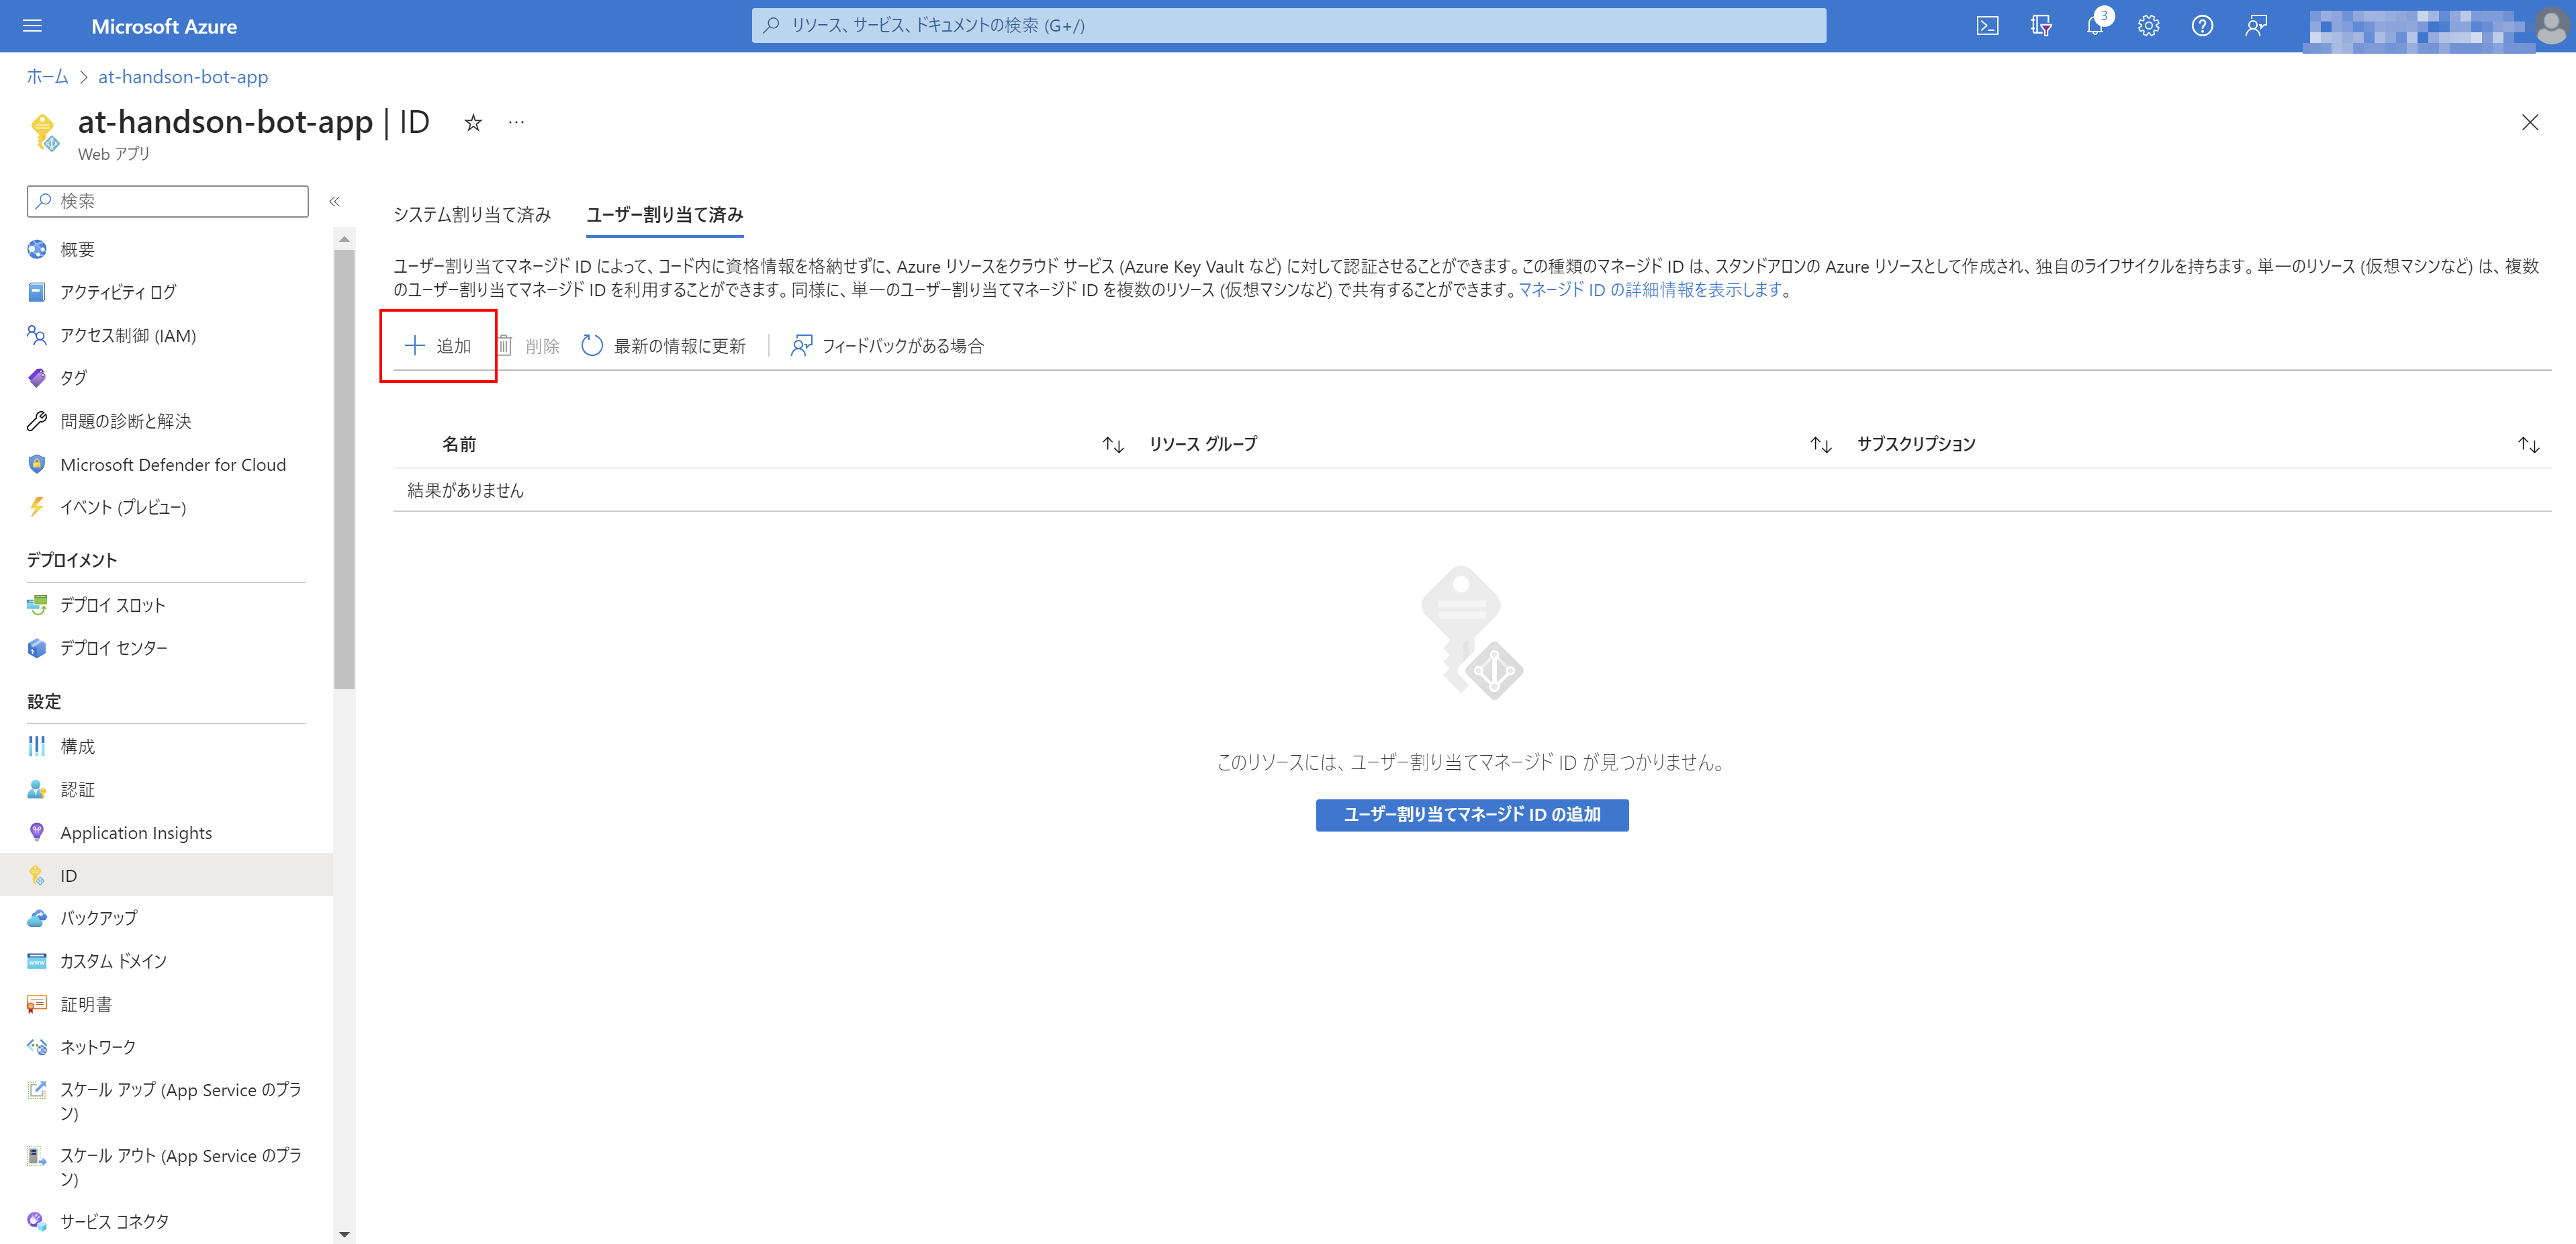 Microsoft Azure
リソース、サービス、ドキュメントの検索 (G+/)
3
ホーム > at-handson-bot-app
at-handson-bot-app | ID
Web アプリ
検索
概要
アクティビティ ログ
アクセス制御 (IAM)
タグ
問題の診断と解決
Microsoft Defender for Cloud
イベント (プレビュー)
デプロイメント
デプロイ スロット
デプロイ センター
設定
構成
認証
Application Insights
ID
バックアップ
カスタム ドメイン
証明書
ネットワーク
スケール アップ (App Service のプラ
ン)
スケール アウト (App Service のプラ
ン)
サービス コネクタ
システム割り当て済み ユーザー割り当て済み
ユーザー割り当てマネージド ID によって、コード内に資格情報を格納せずに、Azure リソースをクラウド サービス (Azure Key Vault など) に対して認証させることができます。この種類のマネージド ID は、スタンドアロンの Azure リソースとして作成され、独自のライフサイクルを持ちます。単一のリソース (仮想マシンなど) は、複数
のユーザー割り当てマネージド ID を利用することができます。同様に、単一のユーザー割り当てマネージド ID を複数のリソース (仮想マシンなど) で共有することができます。マネージド ID の詳細情報を表示します。
追加 削除 最新の情報に更新 フィードバックがある場合
名前 リソース グループ サブスクリプション
結果がありません
このリソースには、ユーザー割り当てマネージド ID が見つかりません。
ユーザー割り当てマネージド ID の追加